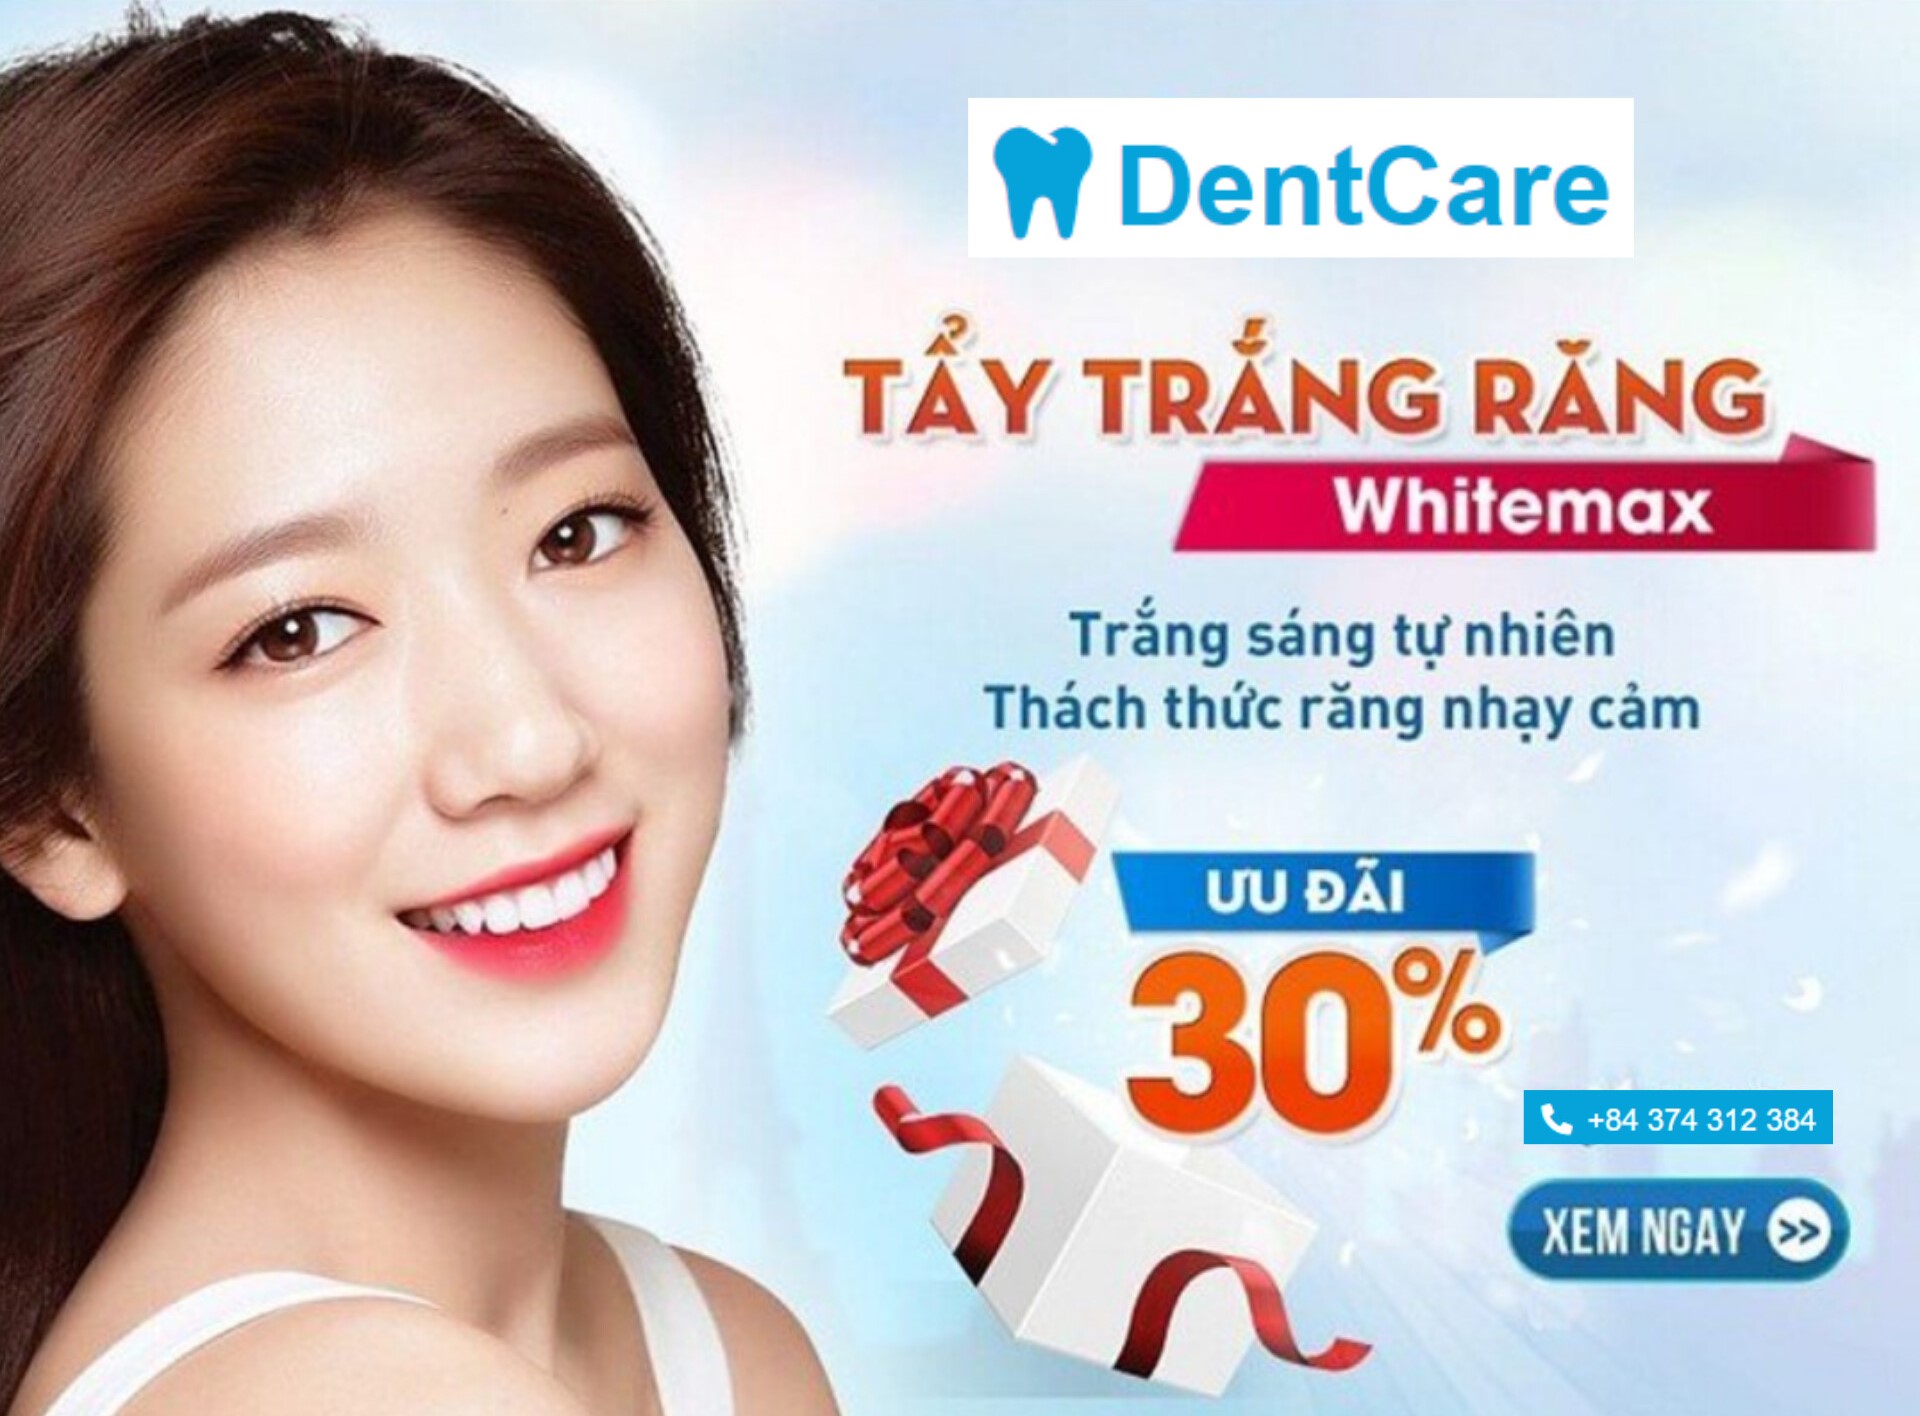 DentCare
TẨY TRẮNG RĂNG
Whitemax
Trắng sáng tự nhiên
Thách thức răng nhạy cảm
ƯU ĐÃI
30%
+84 374 312 384
XEM NGAY >>